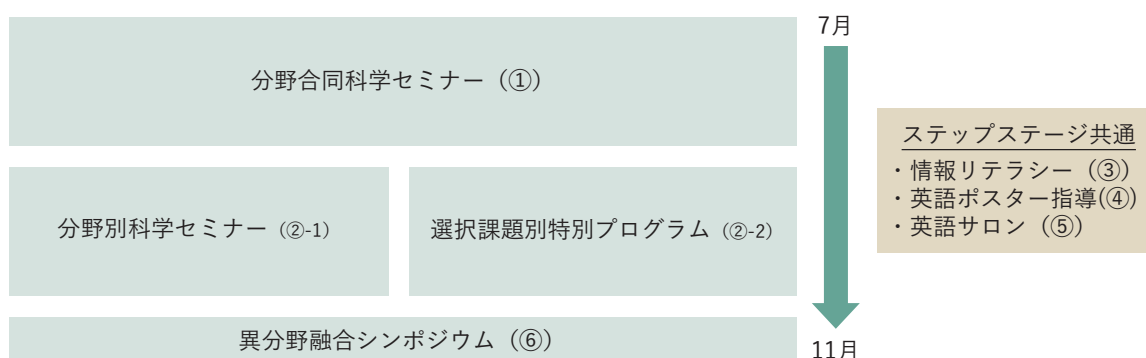 7月
分野合同科学セミナー（①）
ステップステージ共通
・情報リテラシー（③）
・英語ポスター指導(④)
・英語サロン（⑤）
分野別科学セミナー（②-1）
選択課題別特別プログラム（②-2）
異分野融合シンポジウム（⑥）
11月